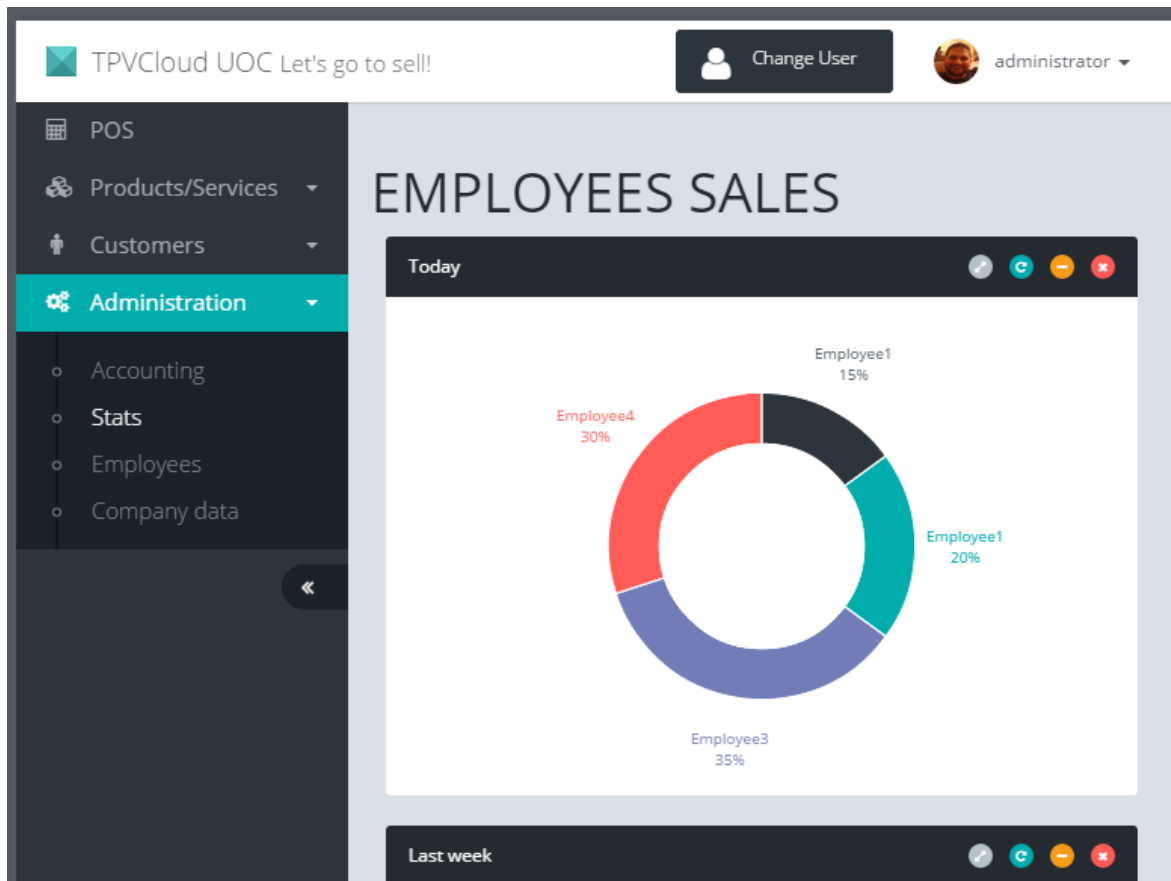 TPVCloud UOC Let's go to sell!
Change User
administrator
POS
Products/Services
Customers
Administration
Accounting
Stats
Employees
Company data
EMPLOYEES SALES
Today
Employee1
15%
Employee4
30%
Employee1
20%
Employee3
35%
Last week